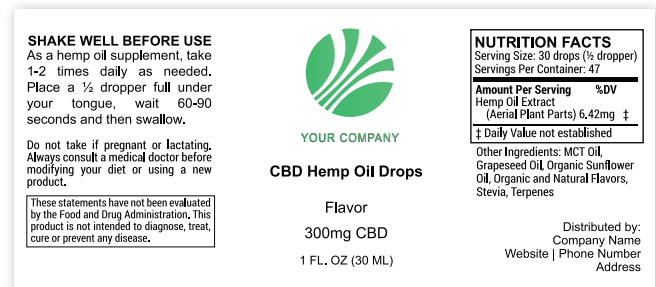 SHAKE WELL BEFORE USE
As a hemp oil supplement, take
1-2 times daily as needed.
Place a ½ dropper full under
your tongue, wait 60-90
seconds and then swallow.
Do not take if pregnant or lactating.
Always consult a medical doctor before
modifying your diet or using a new
product.
These statements have not been evaluated
by the Food and Drug Administration. This
product is not intended to diagnose, treat,
cure or prevent any disease.
YOUR COMPANY
CBD Hemp Oil Drops
Flavor
300mg CBD
1 FL. OZ (30 ML)
NUTRITION FACTS
Serving Size: 30 drops (½ dropper)
Servings Per Container: 47
Amount Per Serving %DV
Hemp Oil Extract
(Aerial Plant Parts) 6.42mg ‡
‡ Daily Value not established
Other Ingredients: MCT Oil,
Grapeseed Oil, Organic Sunflower
Oil, Organic and Natural Flavors,
Stevia, Terpenes
Distributed by:
Company Name
Website | Phone Number
Address